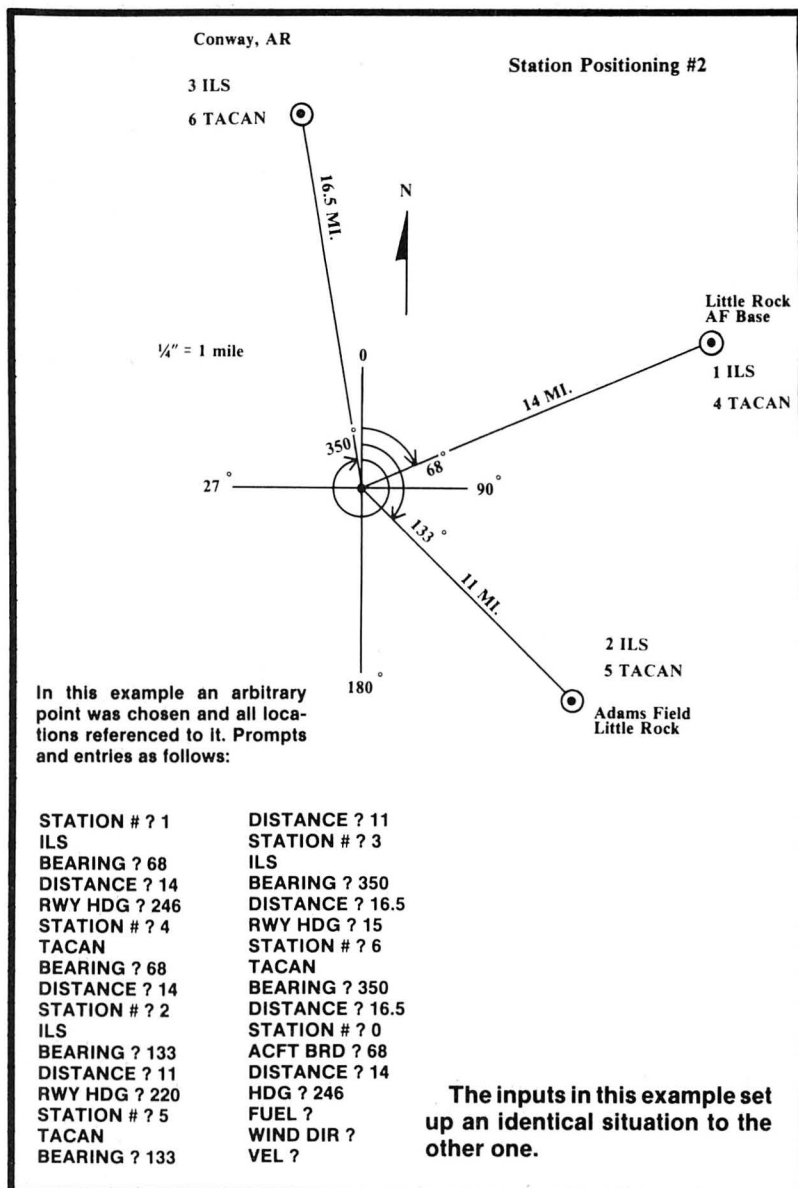 Conway, AR
Station Positioning #2
3 ILS
6 TACAN
16.5 MI.
N
Little Rock
AF Base
¼" = 1 mile
0
1 ILS
4 TACAN
14 MI.
350°
68°
27°
90°
133°
11 MI.
2 ILS
5 TACAN
180°
Adams Field
Little Rock
In this example an arbitrary
point was chosen and all loca-
tions referenced to it. Prompts
and entries as follows:
STATION # ? 1
ILS
BEARING ? 68
DISTANCE ? 14
RWY HDG ? 246
STATION # ? 4
TACAN
BEARING ? 68
DISTANCE ? 14
STATION # ? 2
ILS
BEARING ? 133
DISTANCE ? 11
RWY HDG ? 220
STATION # ? 5
TACAN
BEARING ? 133
DISTANCE ? 11
STATION # ? 3
ILS
BEARING ? 350
DISTANCE ? 16.5
RWY HDG ? 15
STATION # ? 6
TACAN
BEARING ? 350
DISTANCE ? 16.5
STATION # ? 0
ACFT BRD ? 68
DISTANCE ? 14
HDG ? 246
FUEL ?
WIND DIR ?
VEL ?
The inputs in this example set
up an identical situation to the
other one.